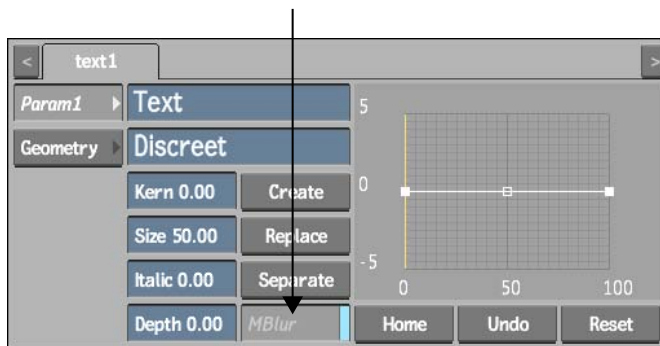 < text1 >
Param1 Text
Geometry Discreet
Kern 0.00 Create
Size 50.00 Replace
Italic 0.00 Separate
Depth 0.00 MBlur
5
0
-5
0 50 100
Home Undo Reset